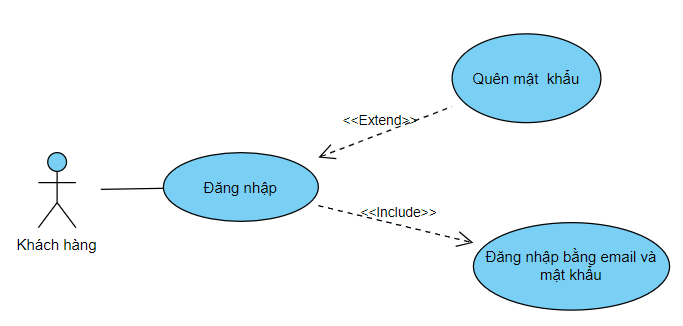 Quên mật  khẩu
<<Extend>>
Đăng nhập
<<Include>>
Khách hàng
Đăng nhập bằng email và
mật khẩu